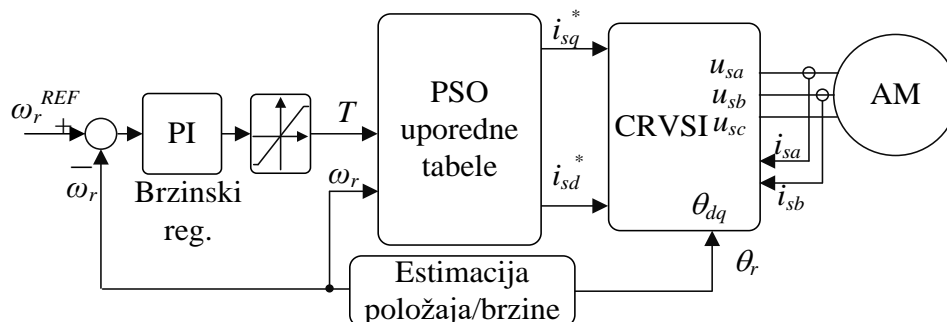 ω_r^REF
+
−
ω_r
PI
Brzinski
reg.
T
ω_r
PSO
uporedne
tabele
i_sq^*
i_sd^*
CRVSI
u_sa
u_sb
u_sc
i_sa
i_sb
θ_dq
θ_r
AM
Estimacija
položaja/brzine